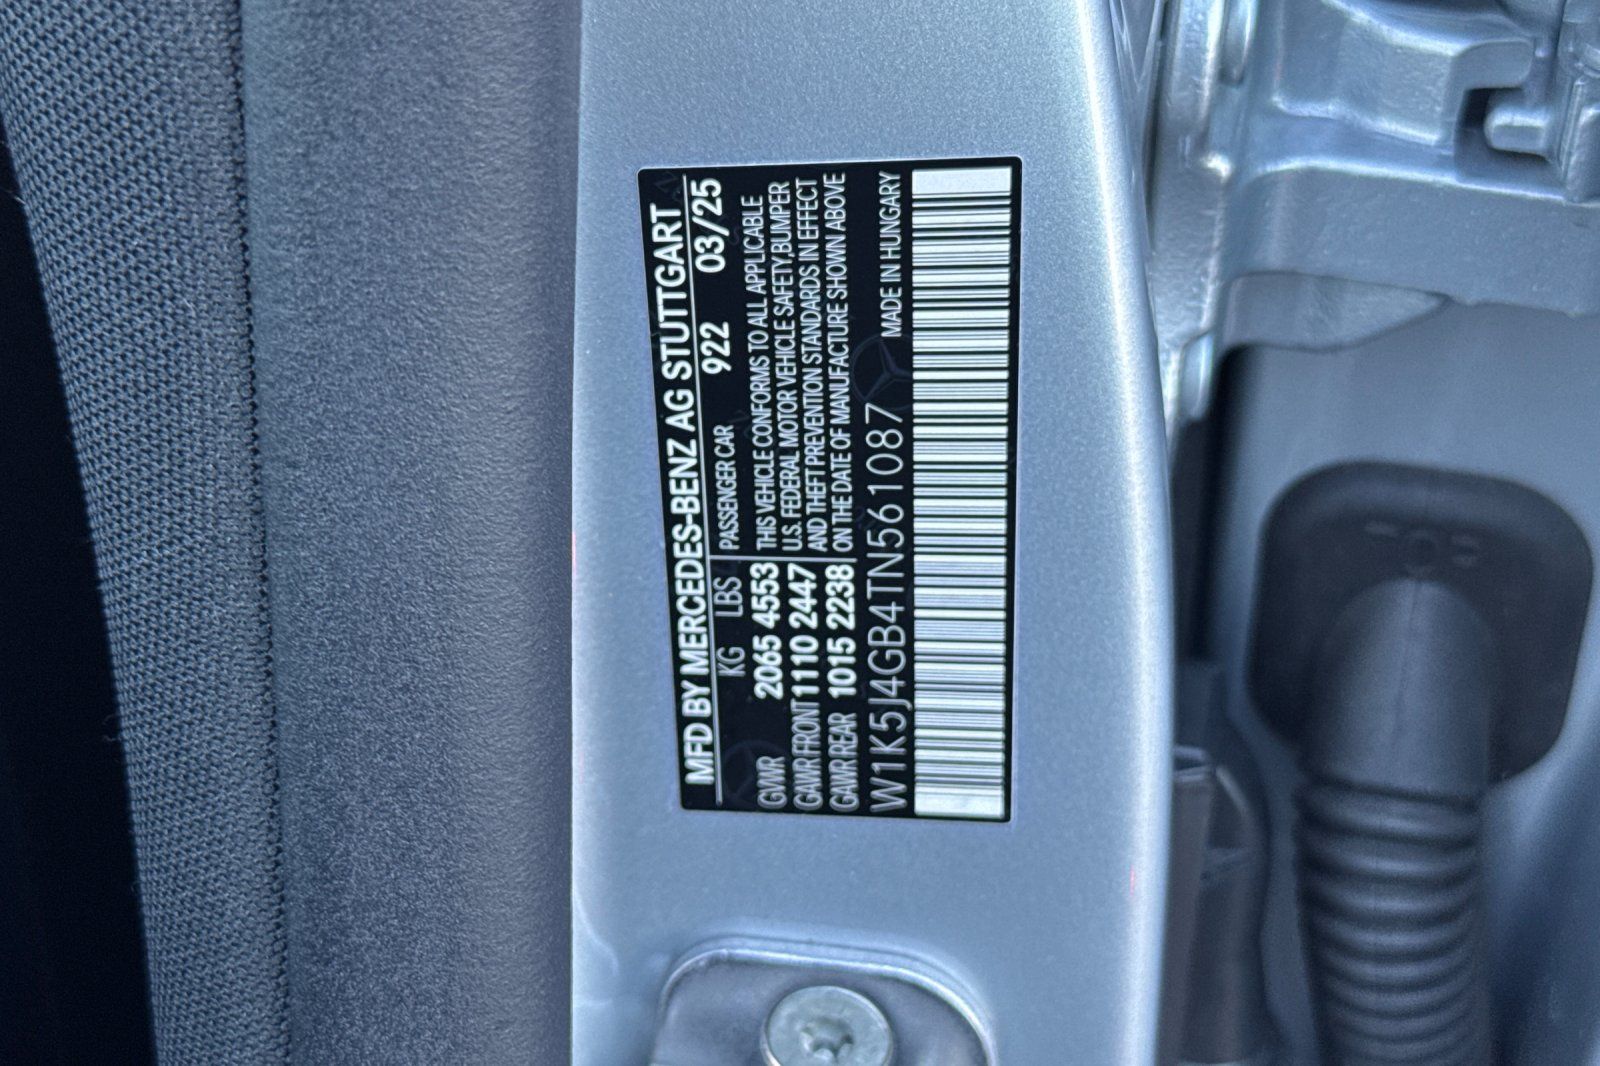 MFD BY MERCEDES-BENZ AG STUTTGART
KG LBS PASSENGER CAR 922 03/25
GVWR 2065 4553 THIS VEHICLE CONFORMS TO ALL APPLICABLE
GAWR FRONT 1110 2447 U.S. FEDERAL MOTOR VEHICLE SAFETY,BUMPER
GAWR REAR 1015 2238 AND THEFT PREVENTION STANDARDS IN EFFECT
ON THE DATE OF MANUFACTURE SHOWN ABOVE
W1K5J4GB4TN561087 MADE IN HUNGARY
TOP